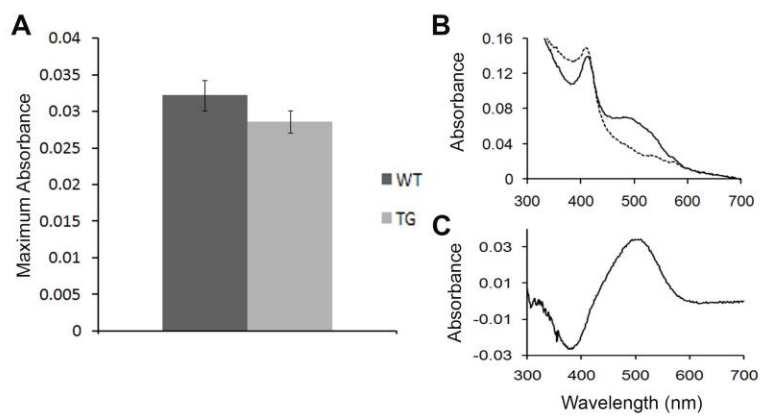 A
0.04
0.035
0.03
0.025
0.02
0.015
0.01
0.005
0
Maximum Absorbance
WT
TG
B
0.16
0.12
0.08
0.04
0
Absorbance
300 400 500 600 700
C
0.03
0.01
-0.01
-0.03
Absorbance
300 400 500 600 700
Wavelength (nm)